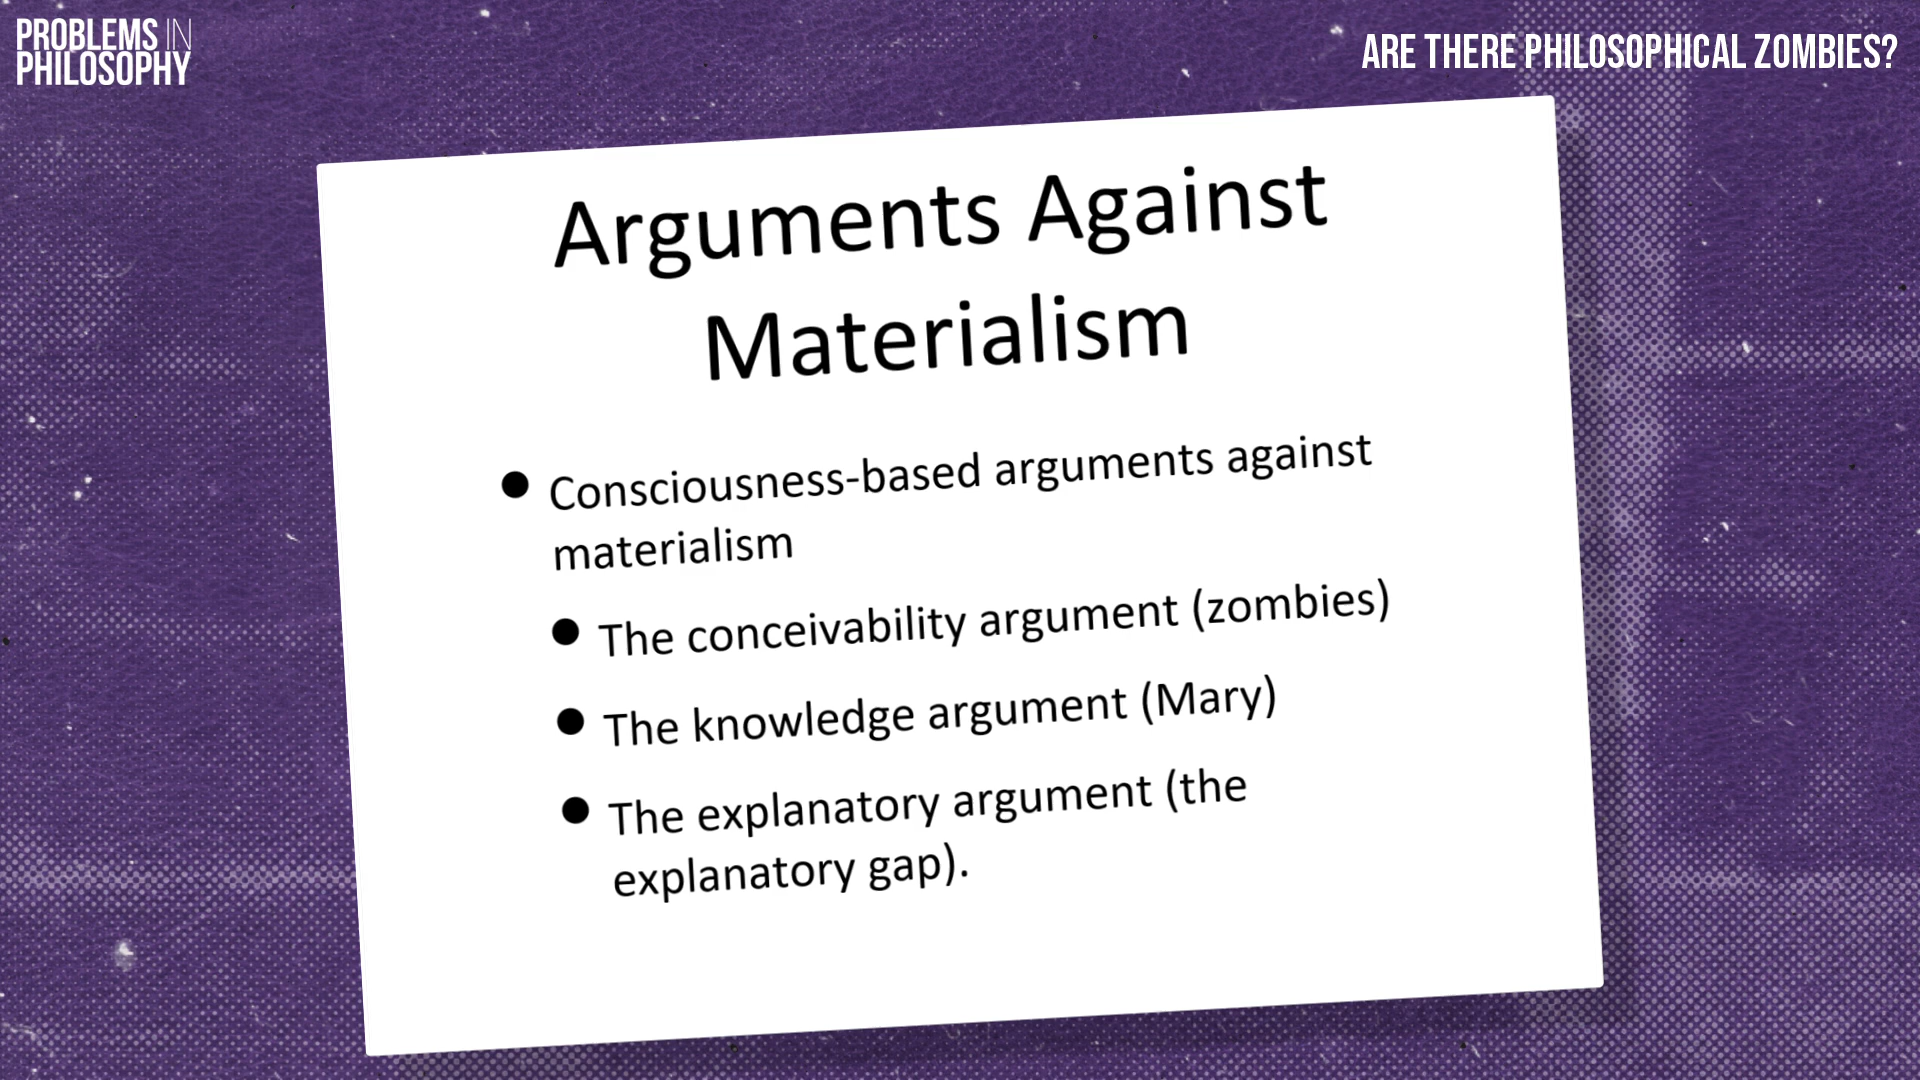 PROBLEMS IN
PHILOSOPHY
ARE THERE PHILOSOPHICAL ZOMBIES?
Arguments Against
Materialism
● Consciousness-based arguments against
materialism
● The conceivability argument (zombies)
● The knowledge argument (Mary)
● The explanatory argument (the
explanatory gap).